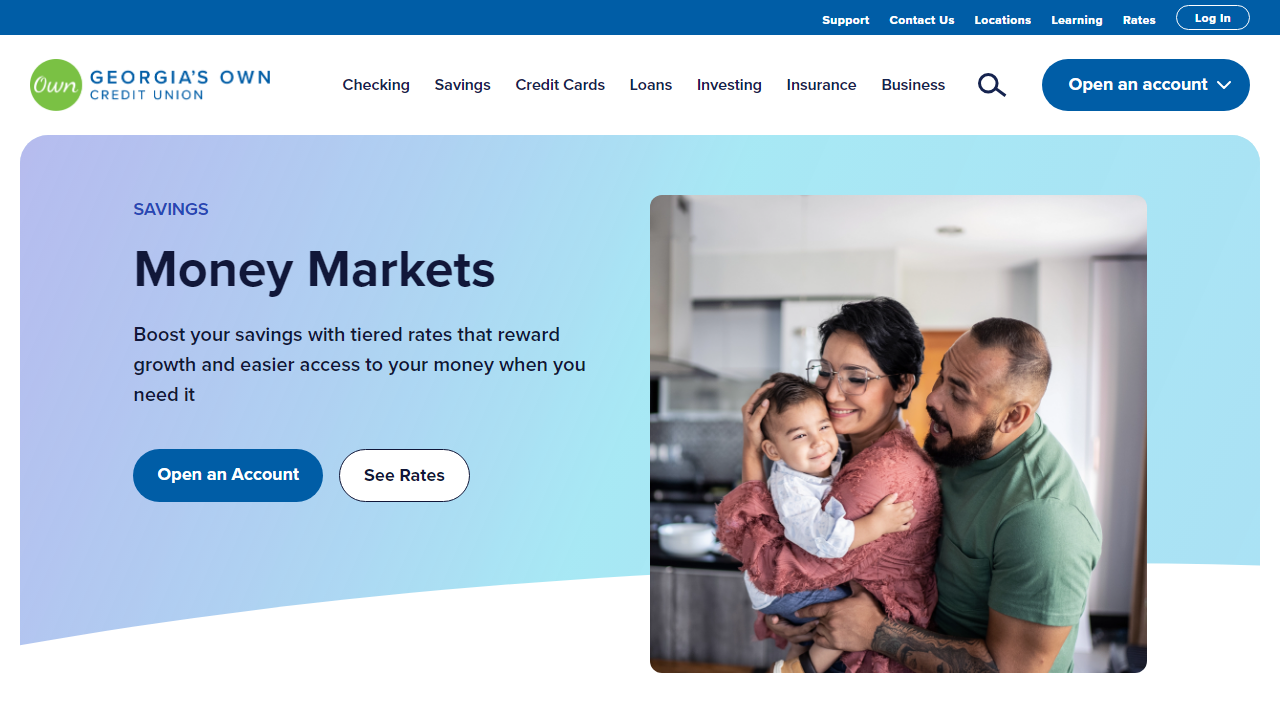 Support Contact Us Locations Learning Rates Log In
Own GEORGIA'S OWN
CREDIT UNION
Checking Savings Credit Cards Loans Investing Insurance Business Open an account
SAVINGS
Money Markets
Boost your savings with tiered rates that reward
growth and easier access to your money when you
need it
Open an Account See Rates